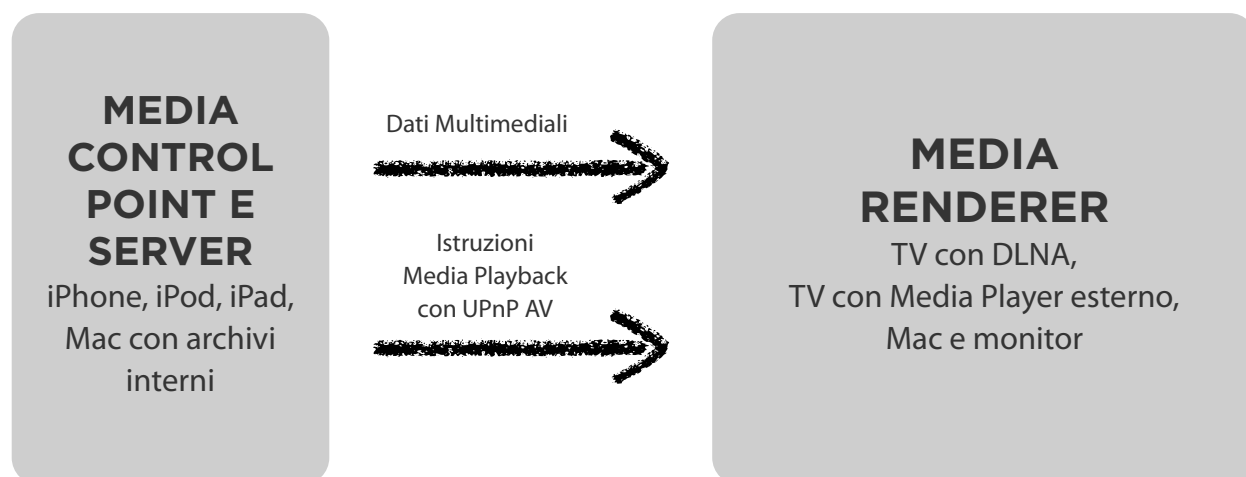 MEDIA
CONTROL
POINT E
SERVER
iPhone, iPod, iPad,
Mac con archivi
interni
Dati Multimediali
Istruzioni
Media Playback
con UPnP AV
MEDIA
RENDERER
TV con DLNA,
TV con Media Player esterno,
Mac e monitor